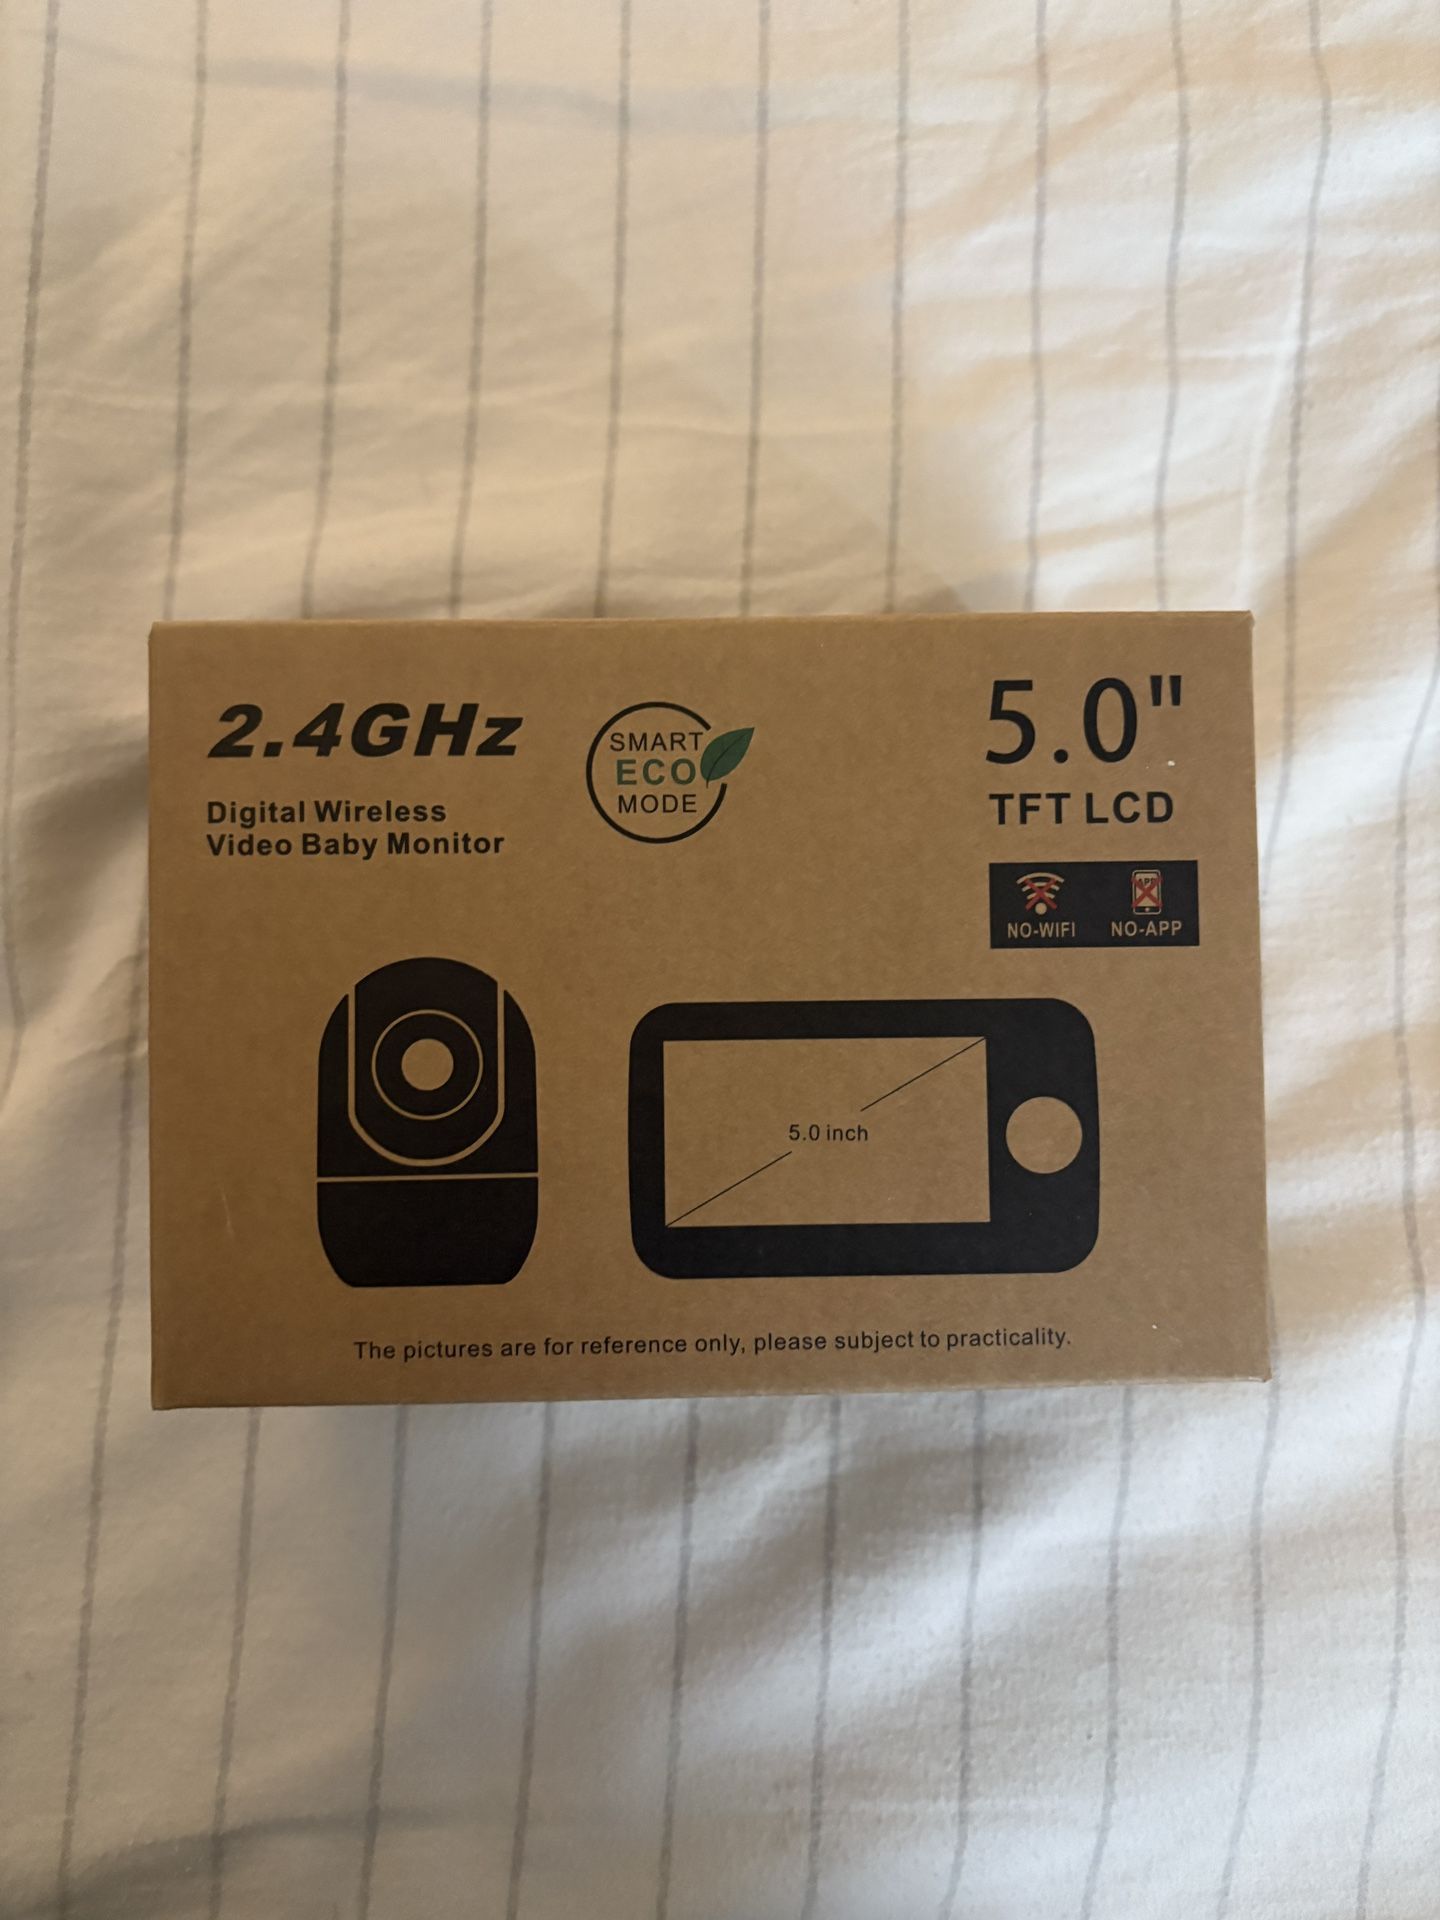 2.4GHz
Digital Wireless
Video Baby Monitor
SMART
ECO
MODE
5.0"
TFT LCD
APP
NO-WIFI NO-APP
5.0 inch
The pictures are for reference only, please subject to practicality.